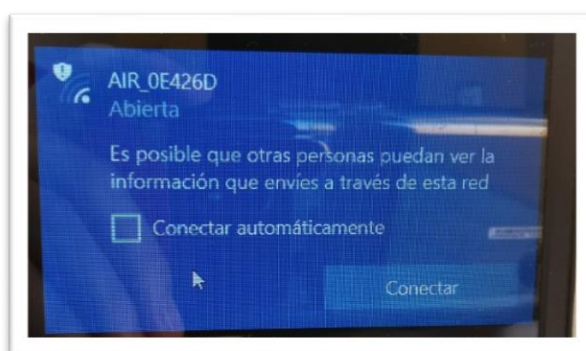 AIR_0E426D
Abierta
Es posible que otras personas puedan ver la
información que envíes a través de esta red
Conectar automáticamente
Conectar